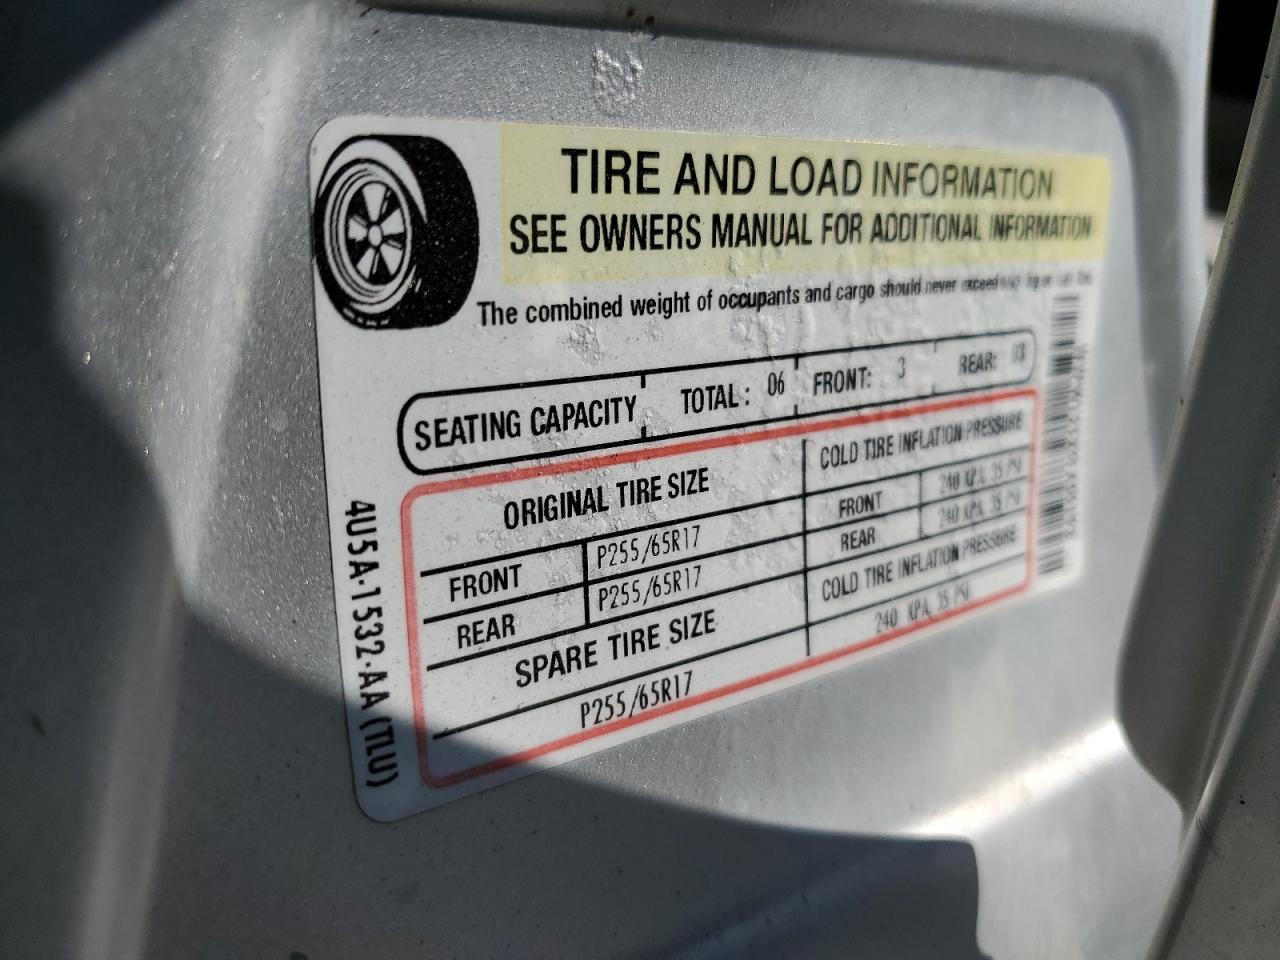 TIRE AND LOAD INFORMATION
SEE OWNERS MANUAL FOR ADDITIONAL INFORMATION
The combined weight of occupants and cargo should never exceed
SEATING CAPACITY TOTAL: 06 FRONT: 3 REAR: 03
ORIGINAL TIRE SIZE COLD TIRE INFLATION PRESSURE
FRONT P255/65R17 FRONT 240 KPA, 35 PSI
REAR P255/65R17 REAR 240 KPA, 35 PSI
SPARE TIRE SIZE COLD TIRE INFLATION PRESSURE
P255/65R17 240 KPA, 35 PSI
4U5A-1532-AA (TLU)